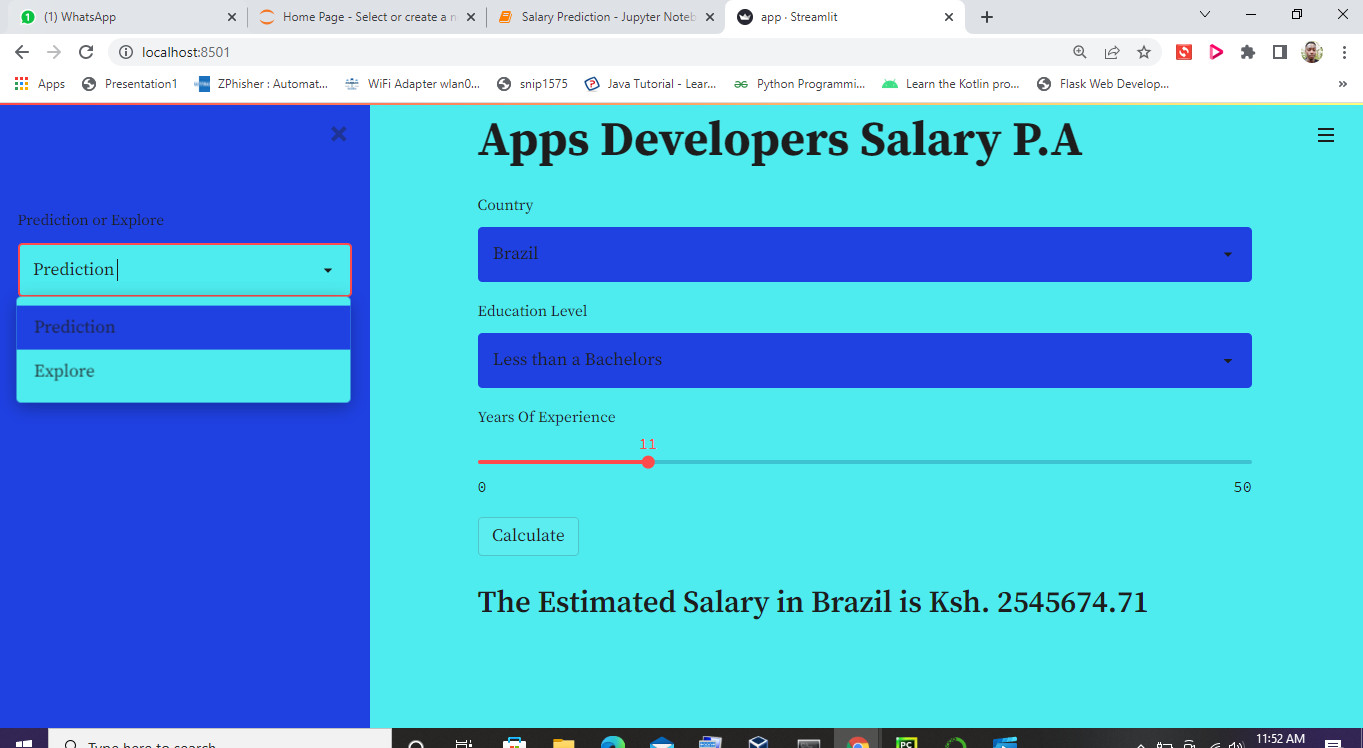 (1) WhatsApp
Home Page - Select or create a n
Salary Prediction - Jupyter Noteb
app · Streamlit
localhost:8501
Apps
Presentation1
ZPhisher : Automat...
WiFi Adapter wlan0...
snip1575
Java Tutorial - Lear...
Python Programmi...
Learn the Kotlin pro...
Flask Web Develop...
»
Prediction or Explore
Prediction
Prediction
Explore
Apps Developers Salary P.A
Country
Brazil
Education Level
Less than a Bachelors
Years Of Experience
11
0 50
Calculate
The Estimated Salary in Brazil is Ksh. 2545674.71
Type here to search
PC
11:52 AM